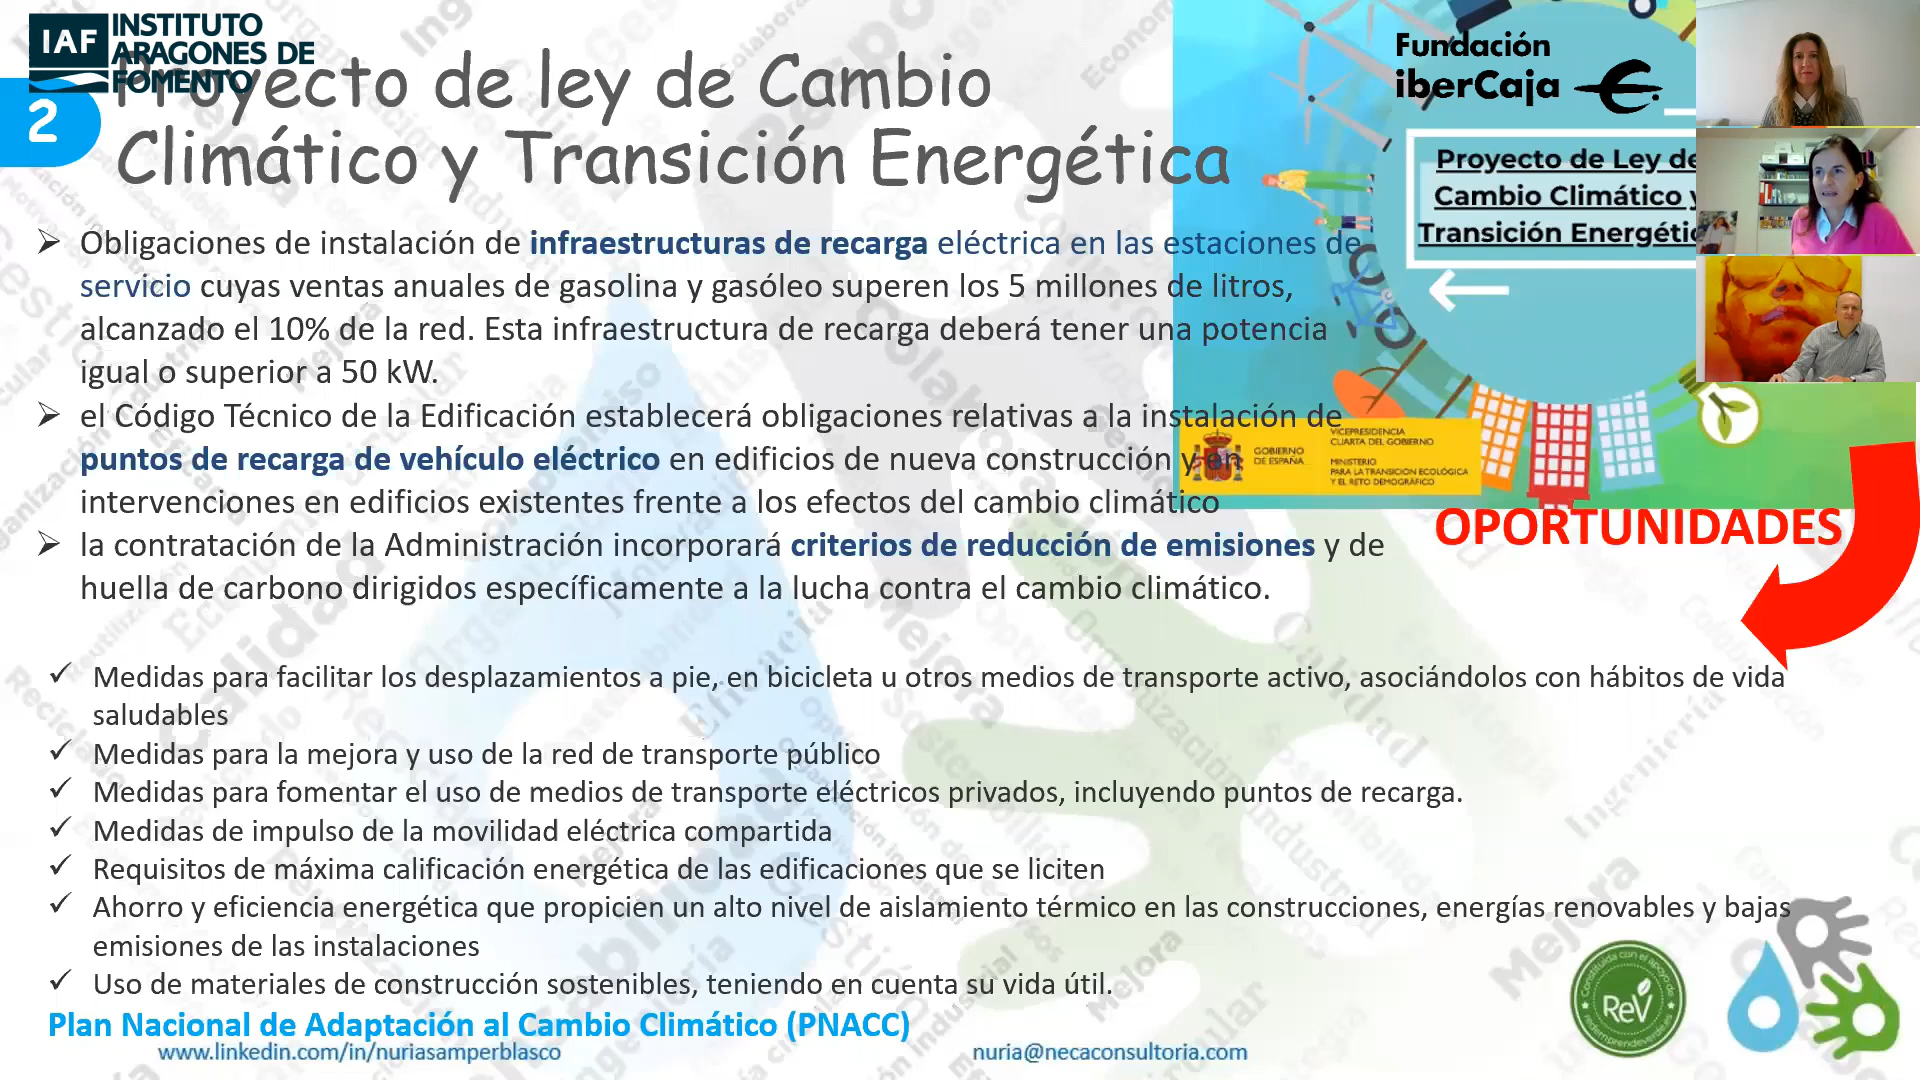 IAF
INSTITUTO
ARAGONES DE
FOMENTO
2
Proyecto de ley de Cambio
Climático y Transición Energética
Fundación
iberCaja
Proyecto de Ley de
Cambio Climático y
Transición Energétic
➢ Obligaciones de instalación de infraestructuras de recarga eléctrica en las estaciones de
servicio cuyas ventas anuales de gasolina y gasóleo superen los 5 millones de litros,
alcanzado el 10% de la red. Esta infraestructura de recarga deberá tener una potencia
igual o superior a 50 kW.
➢ el Código Técnico de la Edificación establecerá obligaciones relativas a la instalación de
puntos de recarga de vehículo eléctrico en edificios de nueva construcción y en
intervenciones en edificios existentes frente a los efectos del cambio climático
➢ la contratación de la Administración incorporará criterios de reducción de emisiones y de
huella de carbono dirigidos específicamente a la lucha contra el cambio climático.
GOBIERNO
DE ESPAÑA
VICEPRESIDENCIA
CUARTA DEL GOBIERNO
MINISTERIO
PARA LA TRANSICIÓN ECOLÓGICA
Y EL RETO DEMOGRÁFICO
OPORTUNIDADES
✓ Medidas para facilitar los desplazamientos a pie, en bicicleta u otros medios de transporte activo, asociándolos con hábitos de vida
saludables
✓ Medidas para la mejora y uso de la red de transporte público
✓ Medidas para fomentar el uso de medios de transporte eléctricos privados, incluyendo puntos de recarga.
✓ Medidas de impulso de la movilidad eléctrica compartida
✓ Requisitos de máxima calificación energética de las edificaciones que se liciten
✓ Ahorro y eficiencia energética que propicien un alto nivel de aislamiento térmico en las construcciones, energías renovables y bajas
emisiones de las instalaciones
✓ Uso de materiales de construcción sostenibles, teniendo en cuenta su vida útil.
Plan Nacional de Adaptación al Cambio Climático (PNACC)
www.linkedin.com/in/nuriasamperblasco
nuria@necaconsultoria.com
Constituida con el apoyo de
ReV
redemprendeverde.es